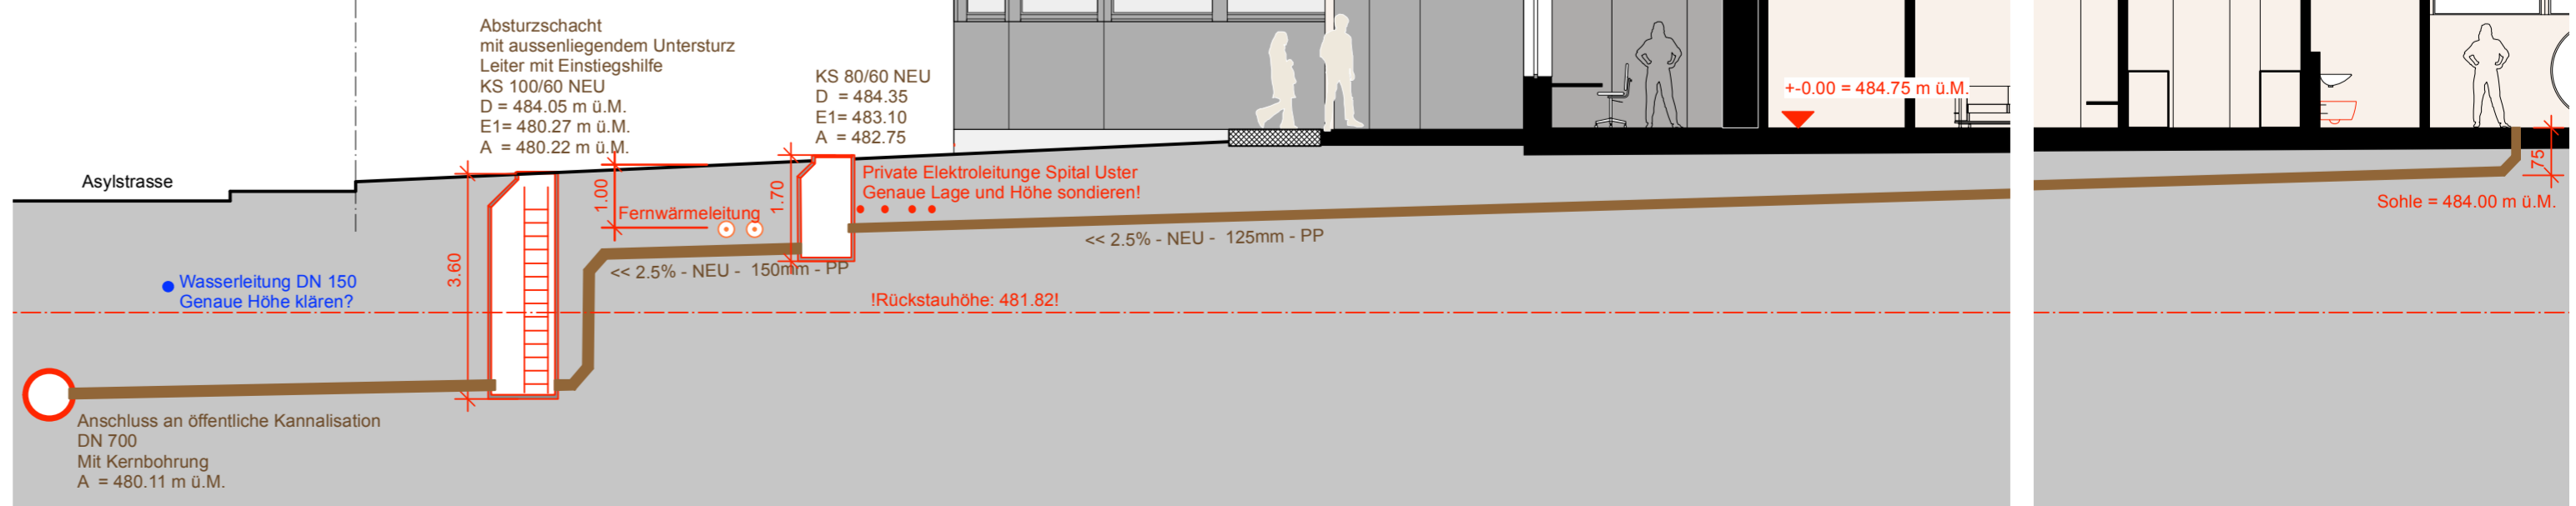 Absturzschacht
mit aussenliegendem Untersturz
Leiter mit Einstiegshilfe
KS 100/60 NEU
D = 484.05 m ü.M.
E1= 480.27 m ü.M.
A = 480.22 m ü.M.
KS 80/60 NEU
D = 484.35
E1= 483.10
A = 482.75
+-0.00 = 484.75 m ü.M.
Asylstrasse
1.00
Fernwärmeleitung
1.70
Private Elektroleitunge Spital Uster
Genaue Lage und Höhe sondieren!
75
Sohle = 484.00 m ü.M.
3.60
<< 2.5% - NEU - 150mm - PP
<< 2.5% - NEU - 125mm - PP
Wasserleitung DN 150
Genaue Höhe klären?
!Rückstauhöhe: 481.82!
Anschluss an öffentliche Kannalisation
DN 700
Mit Kernbohrung
A = 480.11 m ü.M.